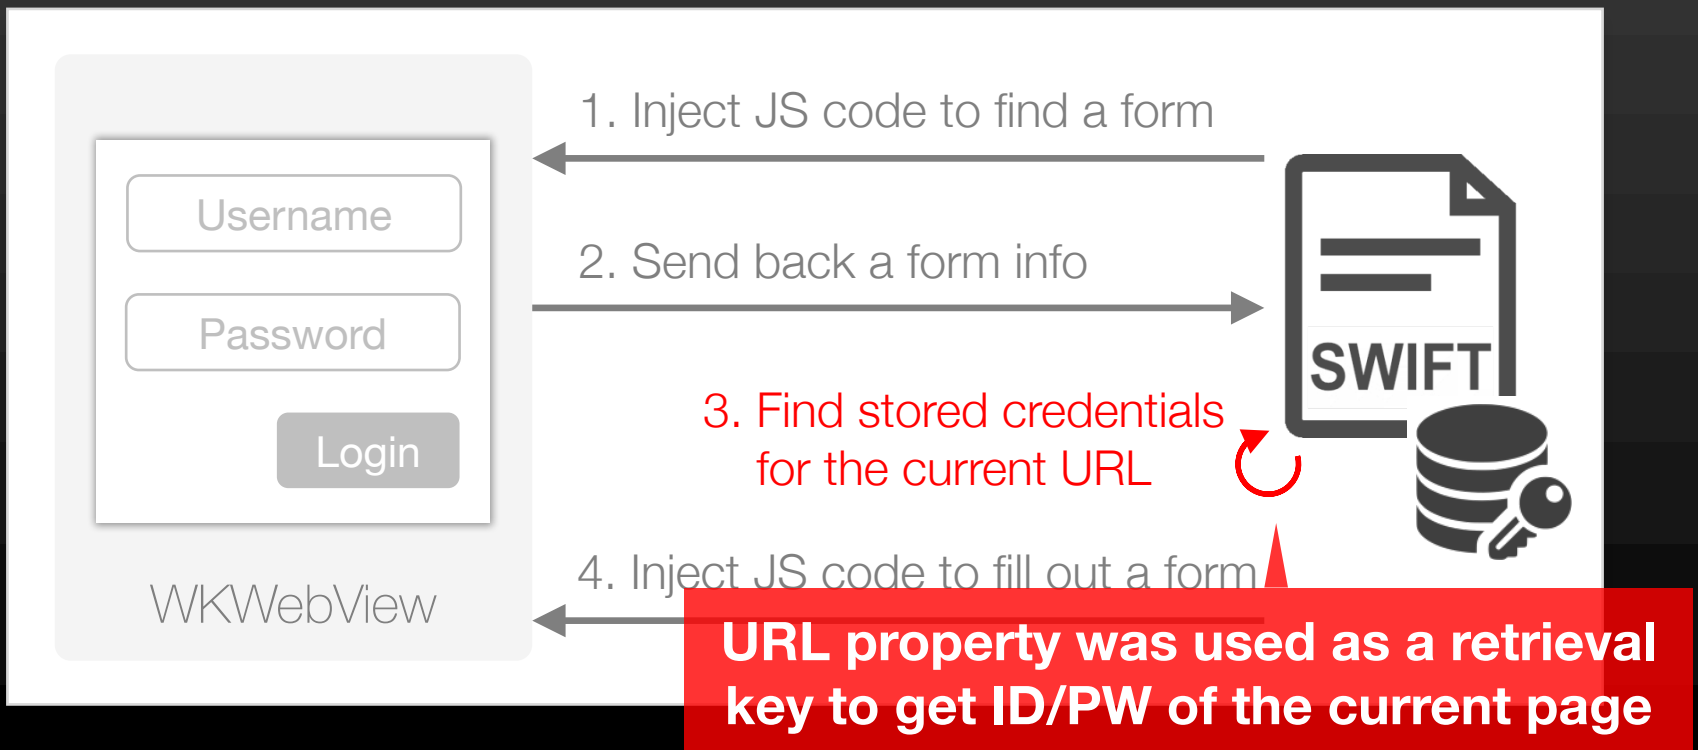 1. Inject JS code to find a form
Username
2. Send back a form info
Password
SWIFT
3. Find stored credentials
for the current URL
Login
4. Inject JS code to fill out a form
WKWebView
URL property was used as a retrieval
key to get ID/PW of the current page